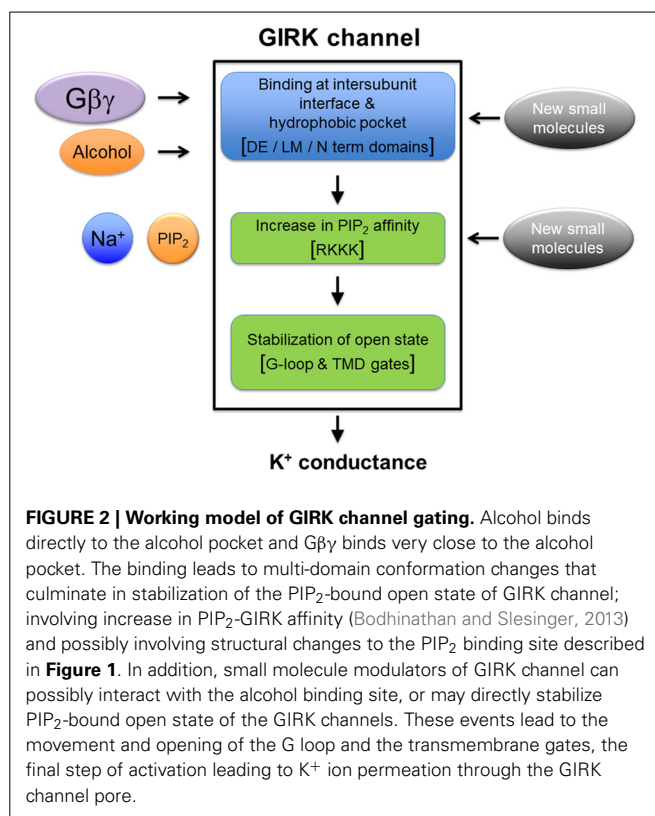 GIRK channel
Gβγ
Alcohol
Na⁺
PIP₂
Binding at intersubunit
interface &
hydrophobic pocket
[DE / LM / N term domains]
New small
molecules
Increase in PIP₂ affinity
[RKKK]
New small
molecules
Stabilization of open state
[G-loop & TMD gates]
K⁺ conductance
FIGURE 2 | Working model of GIRK channel gating. Alcohol binds
directly to the alcohol pocket and Gβγ binds very close to the alcohol
pocket. The binding leads to multi-domain conformation changes that
culminate in stabilization of the PIP₂-bound open state of GIRK channel;
involving increase in PIP₂-GIRK affinity (Bodhinathan and Slesinger, 2013)
and possibly involving structural changes to the PIP₂ binding site described
in Figure 1. In addition, small molecule modulators of GIRK channel can
possibly interact with the alcohol binding site, or may directly stabilize
PIP₂-bound open state of the GIRK channels. These events lead to the
movement and opening of the G loop and the transmembrane gates, the
final step of activation leading to K⁺ ion permeation through the GIRK
channel pore.